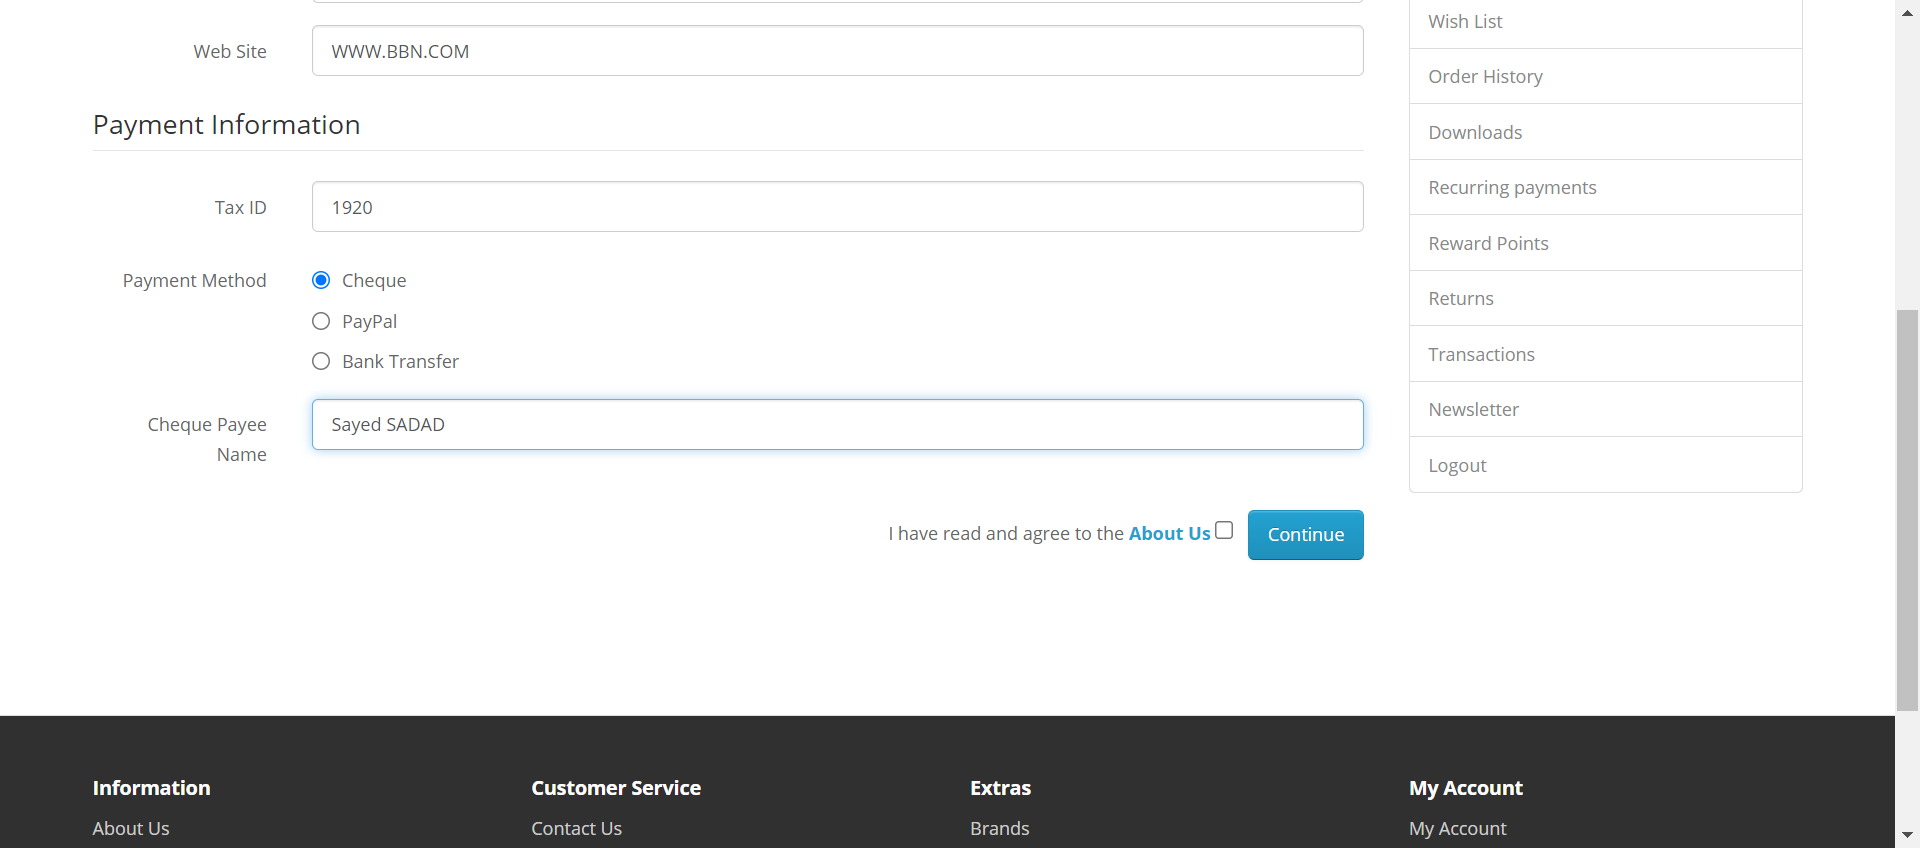 Web Site
WWW.BBN.COM
Payment Information
Tax ID
1920
Payment Method
Cheque
PayPal
Bank Transfer
Cheque Payee
Name
Sayed SADAD
I have read and agree to the About Us
Continue
Wish List
Order History
Downloads
Recurring payments
Reward Points
Returns
Transactions
Newsletter
Logout
Information
About Us
Customer Service
Contact Us
Extras
Brands
My Account
My Account